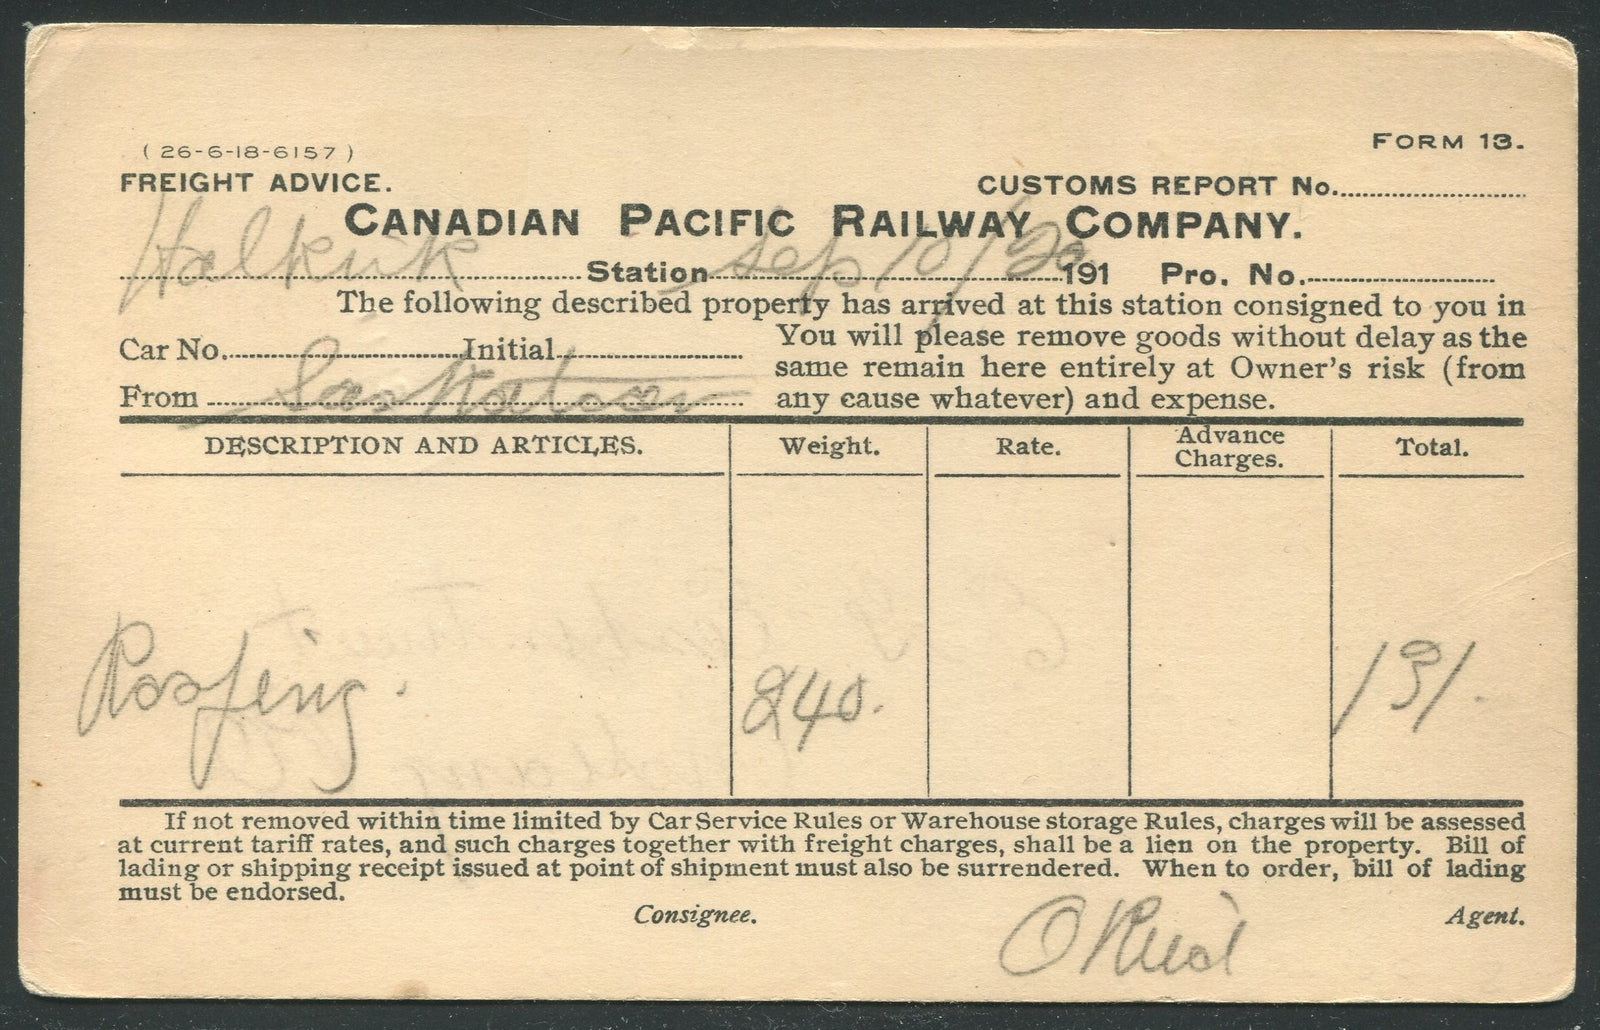 ( 26-6-18-6157 )
FORM 13.
FREIGHT ADVICE. CUSTOMS REPORT No.
CANADIAN PACIFIC RAILWAY COMPANY.
Halkirk Station Sep 10/20 191 Pro. No.
The following described property has arrived at this station consigned to you in
Car No. Initial You will please remove goods without delay as the
same remain here entirely at Owner's risk (from
From Saskatoon any cause whatever) and expense.
DESCRIPTION AND ARTICLES. Weight. Rate. Advance Charges. Total.
Roofing. 240. 131.
If not removed within time limited by Car Service Rules or Warehouse storage Rules, charges will be assessed
at current tariff rates, and such charges together with freight charges, shall be a lien on the property. Bill of
lading or shipping receipt issued at point of shipment must also be surrendered. When to order, bill of lading
must be endorsed.
Consignee. Agent.